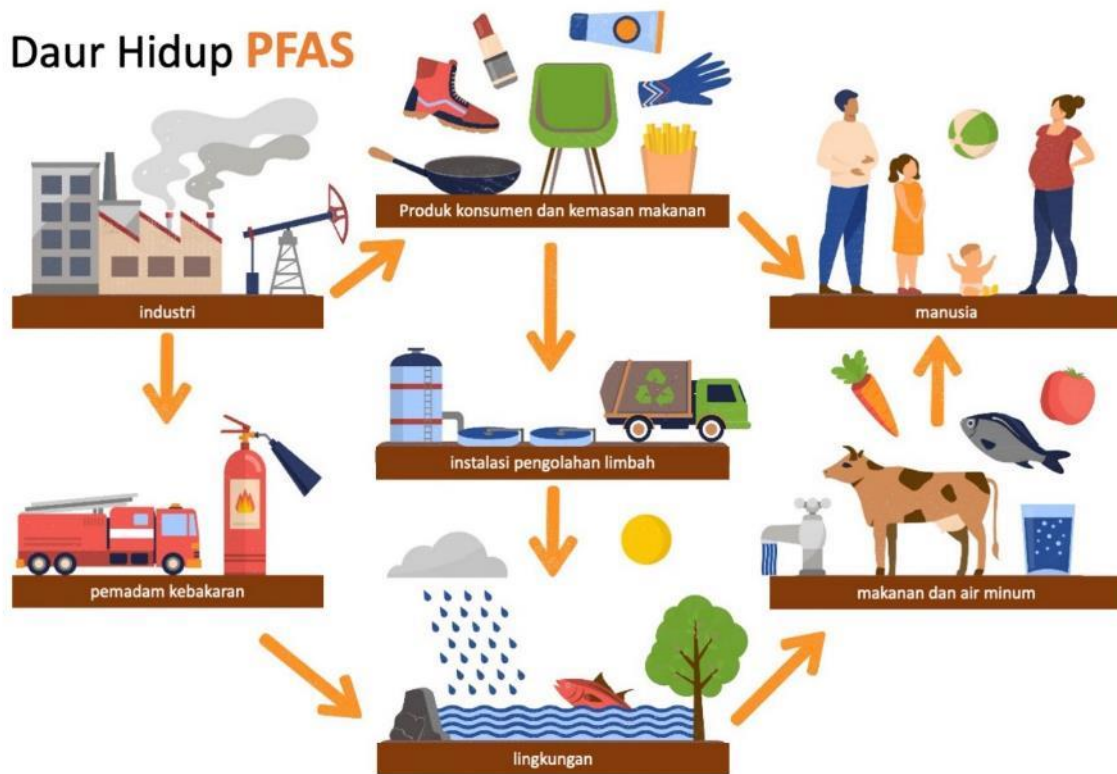 Daur Hidup PFAS
Produk konsumen dan kemasan makanan
industri
manusia
instalasi pengolahan limbah
pemadam kebakaran
makanan dan air minum
lingkungan